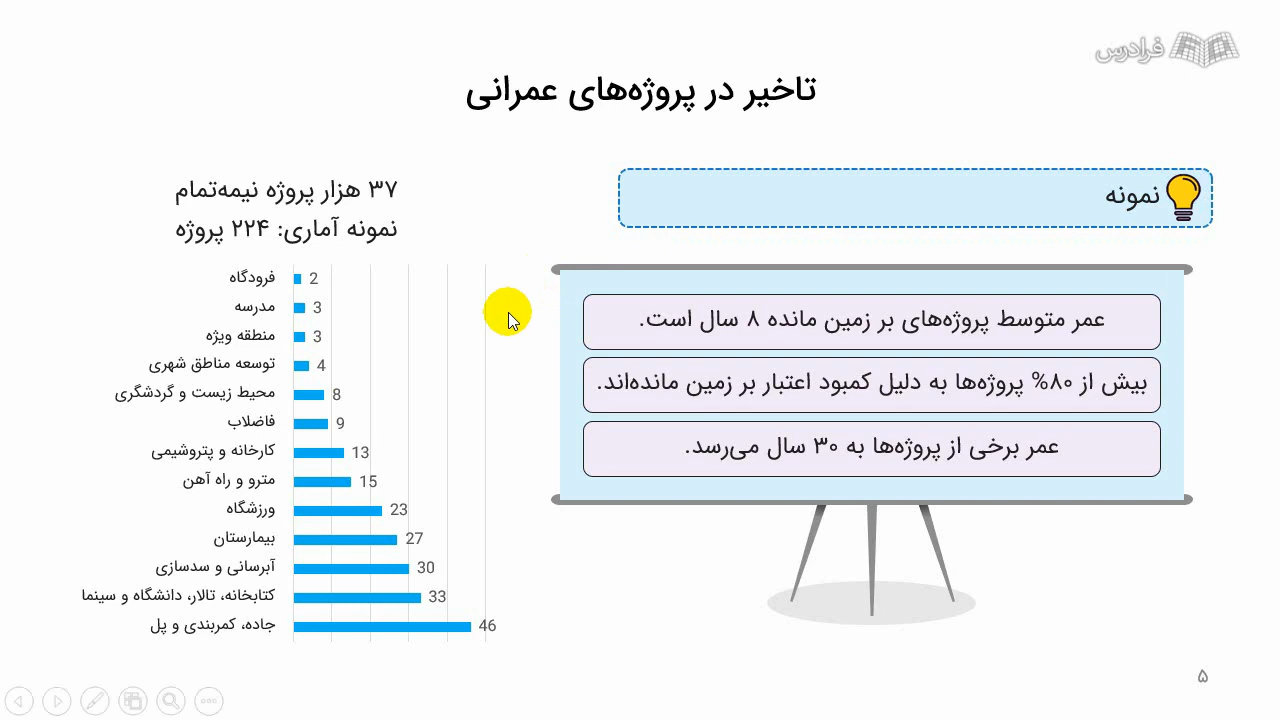 فرادرس
تاخیر در پروژه‌های عمرانی
نمونه
عمر متوسط پروژه‌های بر زمین مانده ۸ سال است.
بیش از ۸۰% پروژه‌ها به دلیل کمبود اعتبار بر زمین مانده‌اند.
عمر برخی از پروژه‌ها به ۳۰ سال می‌رسد.
۳۷ هزار پروژه نیمه‌تمام
نمونه آماری: ۲۲۴ پروژه
فرودگاه 2
مدرسه 3
منطقه ویژه 3
توسعه مناطق شهری 4
محیط زیست و گردشگری 8
فاضلاب 9
کارخانه و پتروشیمی 13
مترو و راه آهن 15
ورزشگاه 23
بیمارستان 27
آبرسانی و سدسازی 30
کتابخانه، تالار، دانشگاه و سینما 33
جاده، کمربندی و پل 46
۵